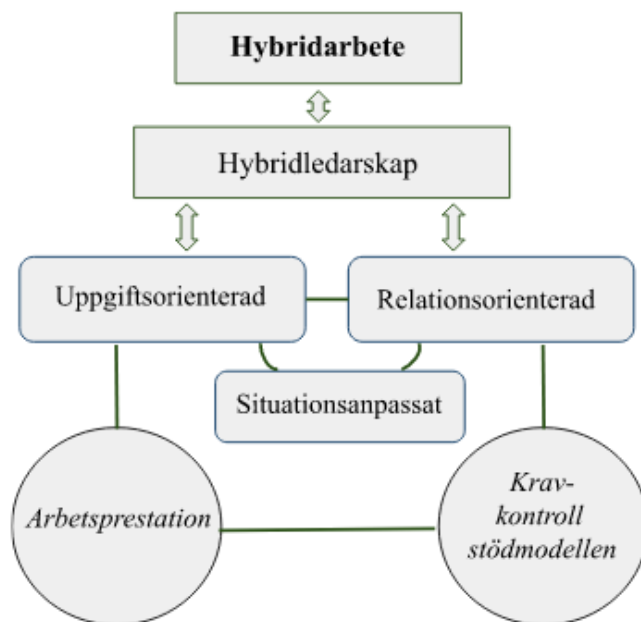 Hybridarbete
Hybridledarskap
Uppgiftsorienterad
Relationsorienterad
Situationsanpassat
Arbetsprestation
Krav-
kontroll
stödmodellen